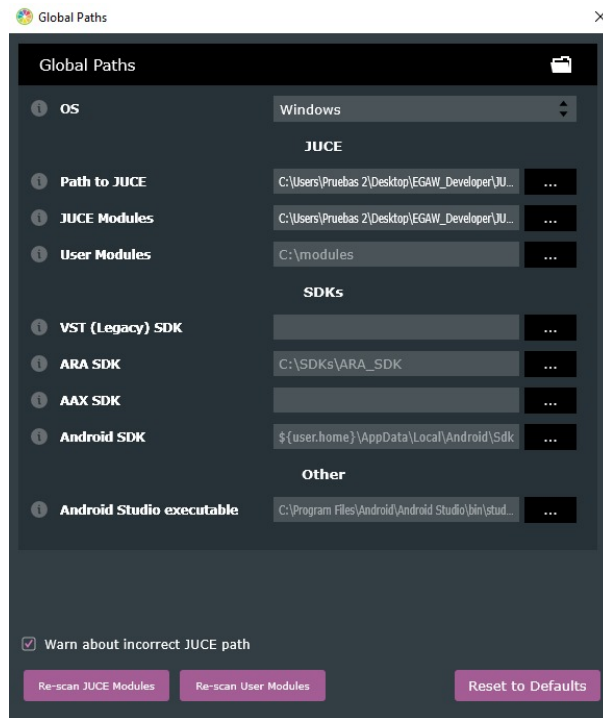 Global Paths
Global Paths
OS Windows
JUCE
Path to JUCE C:\Users\Pruebas 2\Desktop\EGAW_Developer\JU... ...
JUCE Modules C:\Users\Pruebas 2\Desktop\EGAW_Developer\JU... ...
User Modules C:\modules ...
SDKs
VST (Legacy) SDK ...
ARA SDK C:\SDKs\ARA_SDK ...
AAX SDK ...
Android SDK ${user.home}\AppData\Local\Android\Sdk ...
Other
Android Studio executable C:\Program Files\Android\Android Studio\bin\stud... ...
Warn about incorrect JUCE path
Re-scan JUCE Modules Re-scan User Modules Reset to Defaults